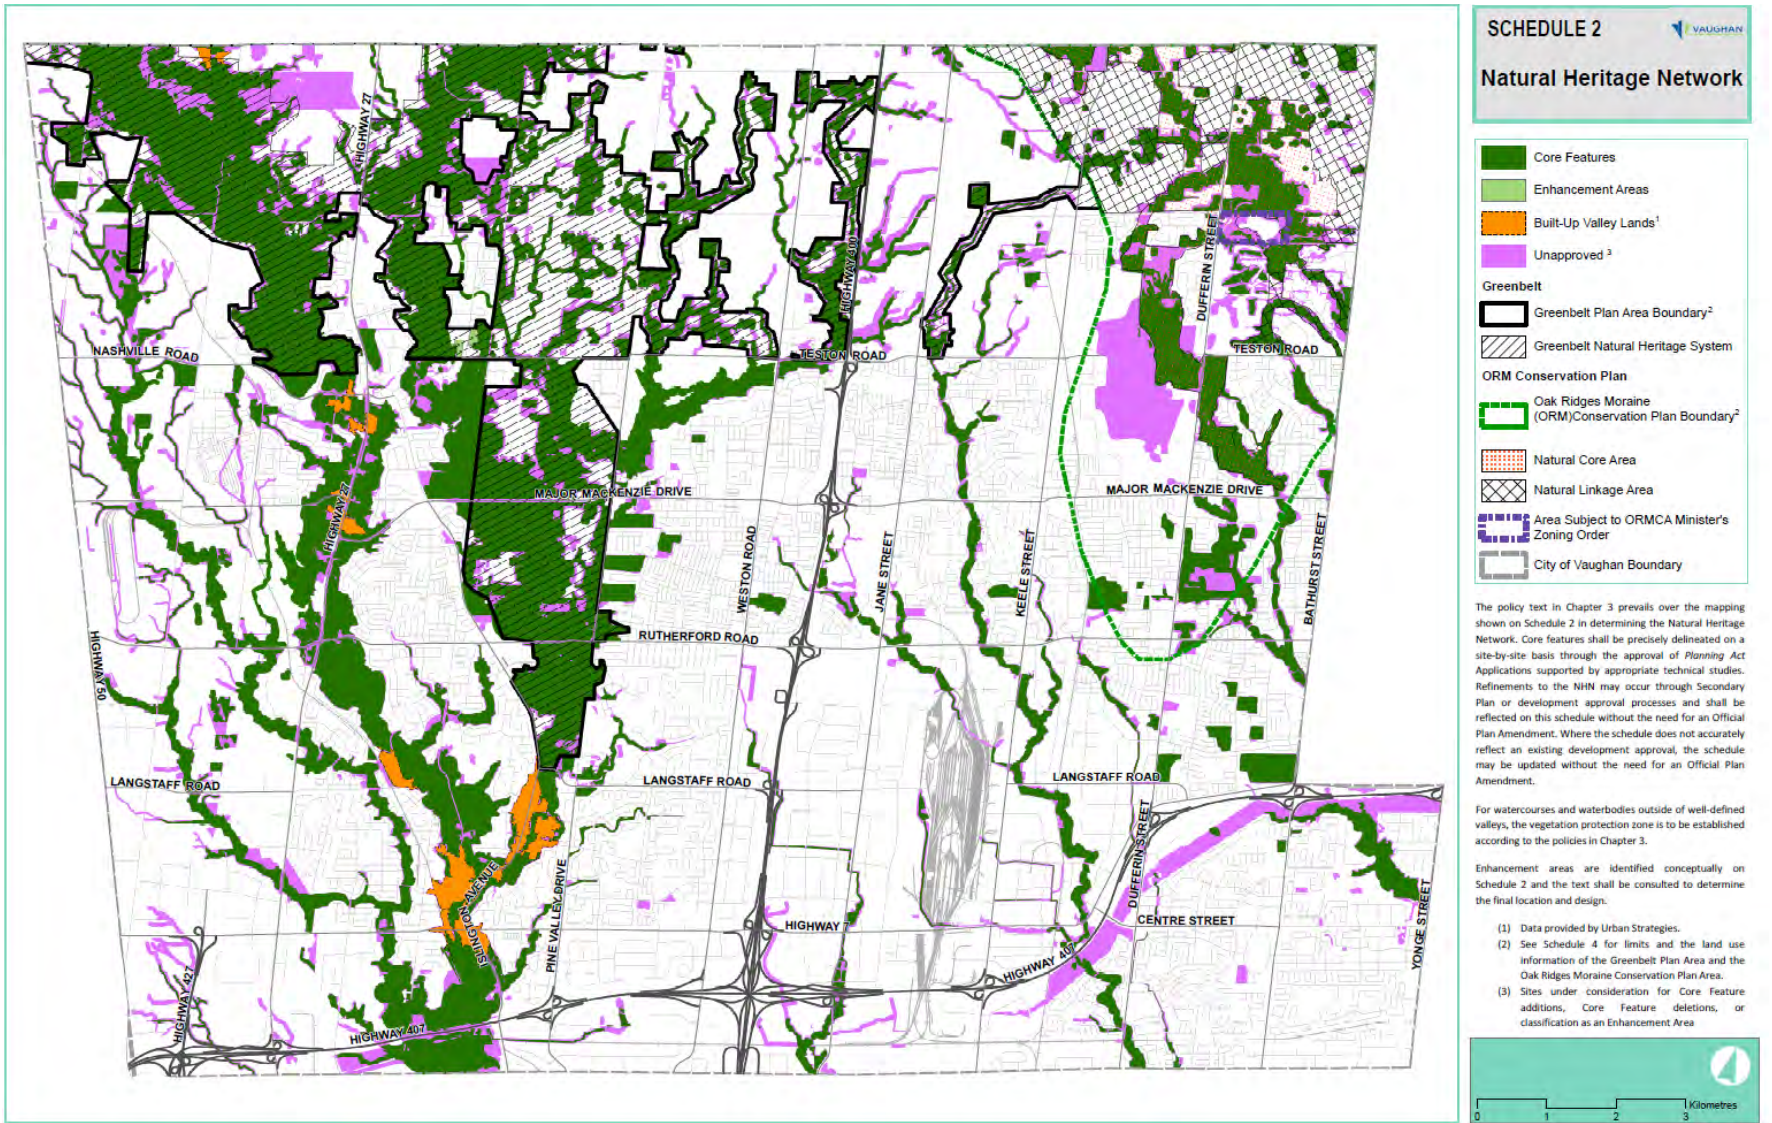 SCHEDULE 2
VAUGHAN
Natural Heritage Network
Core Features
Enhancement Areas
Built-Up Valley Lands1
Unapproved 3
Greenbelt
Greenbelt Plan Area Boundary2
Greenbelt Natural Heritage System
ORM Conservation Plan
Oak Ridges Moraine
(ORM)Conservation Plan Boundary2
Natural Core Area
Natural Linkage Area
Area Subject to ORMCA Minister's
Zoning Order
City of Vaughan Boundary
The policy text in Chapter 3 prevails over the mapping
shown on Schedule 2 in determining the Natural Heritage
Network. Core features shall be precisely delineated on a
site-by-site basis through the approval of Planning Act
Applications supported by appropriate technical studies.
Refinements to the NHN may occur through Secondary
Plan or development approval processes and shall be
reflected on this schedule without the need for an Official
Plan Amendment. Where the schedule does not accurately
reflect an existing development approval, the schedule
may be updated without the need for an Official Plan
Amendment.
For watercourses and waterbodies outside of well-defined
valleys, the vegetation protection zone is to be established
according to the policies in Chapter 3.
Enhancement areas are identified conceptually on
Schedule 2 and the text shall be consulted to determine
the final location and design.
(1) Data provided by Urban Strategies.
(2) See Schedule 4 for limits and the land use
information of the Greenbelt Plan Area and the
Oak Ridges Moraine Conservation Plan Area.
(3) Sites under consideration for Core Feature
additions, Core Feature deletions, or
classification as an Enhancement Area
0 1 2 3 Kilometres
HIGHWAY 27
HIGHWAY 400
DUFFERIN STREET
NASHVILLE ROAD
TESTON ROAD
TESTON ROAD
MAJOR MACKENZIE DRIVE
MAJOR MACKENZIE DRIVE
HIGHWAY 27
WESTON ROAD
JANE STREET
KEELE STREET
BATHURST STREET
RUTHERFORD ROAD
HIGHWAY 50
LANGSTAFF ROAD
LANGSTAFF ROAD
LANGSTAFF ROAD
DUFFERIN STREET
ISLINGTON AVENUE
PINE VALLEY DRIVE
HIGHWAY 7
CENTRE STREET
YONGE STREET
HIGHWAY 427
HIGHWAY 407
HIGHWAY 407